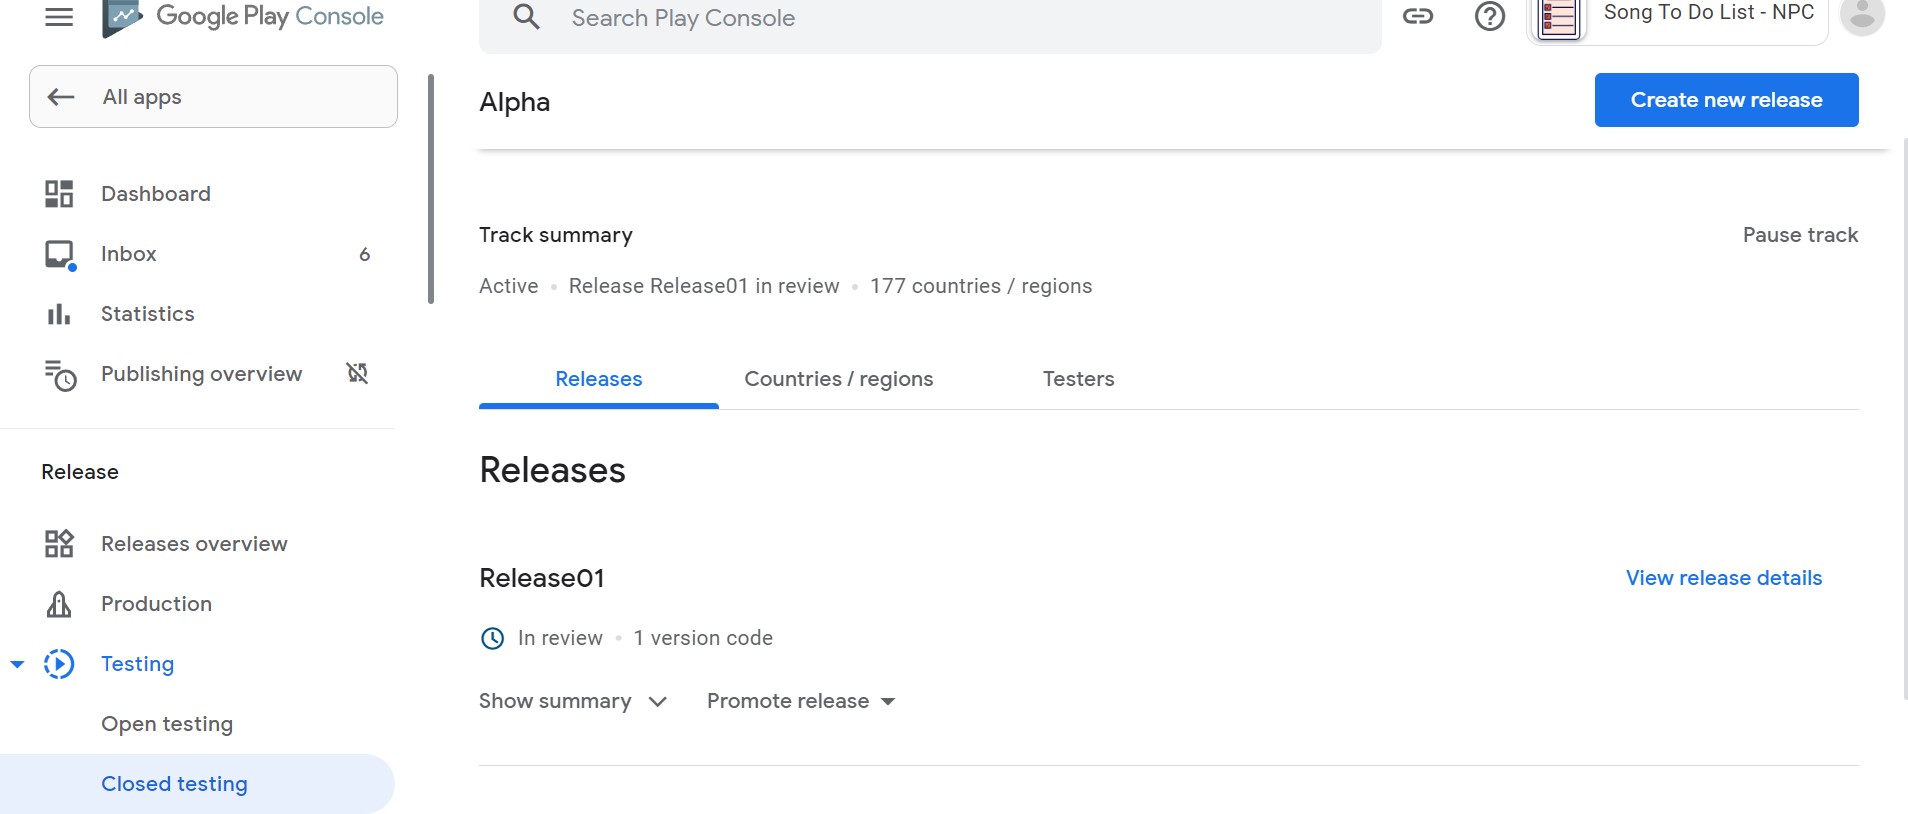 Google Play Console
Search Play Console
Song To Do List - NPC
All apps
Alpha
Create new release
Dashboard
Inbox 6
Statistics
Publishing overview
Release
Releases overview
Production
Testing
Open testing
Closed testing
Track summary
Pause track
Active • Release Release01 in review • 177 countries / regions
Releases
Countries / regions
Testers
Releases
Release01
View release details
In review • 1 version code
Show summary
Promote release